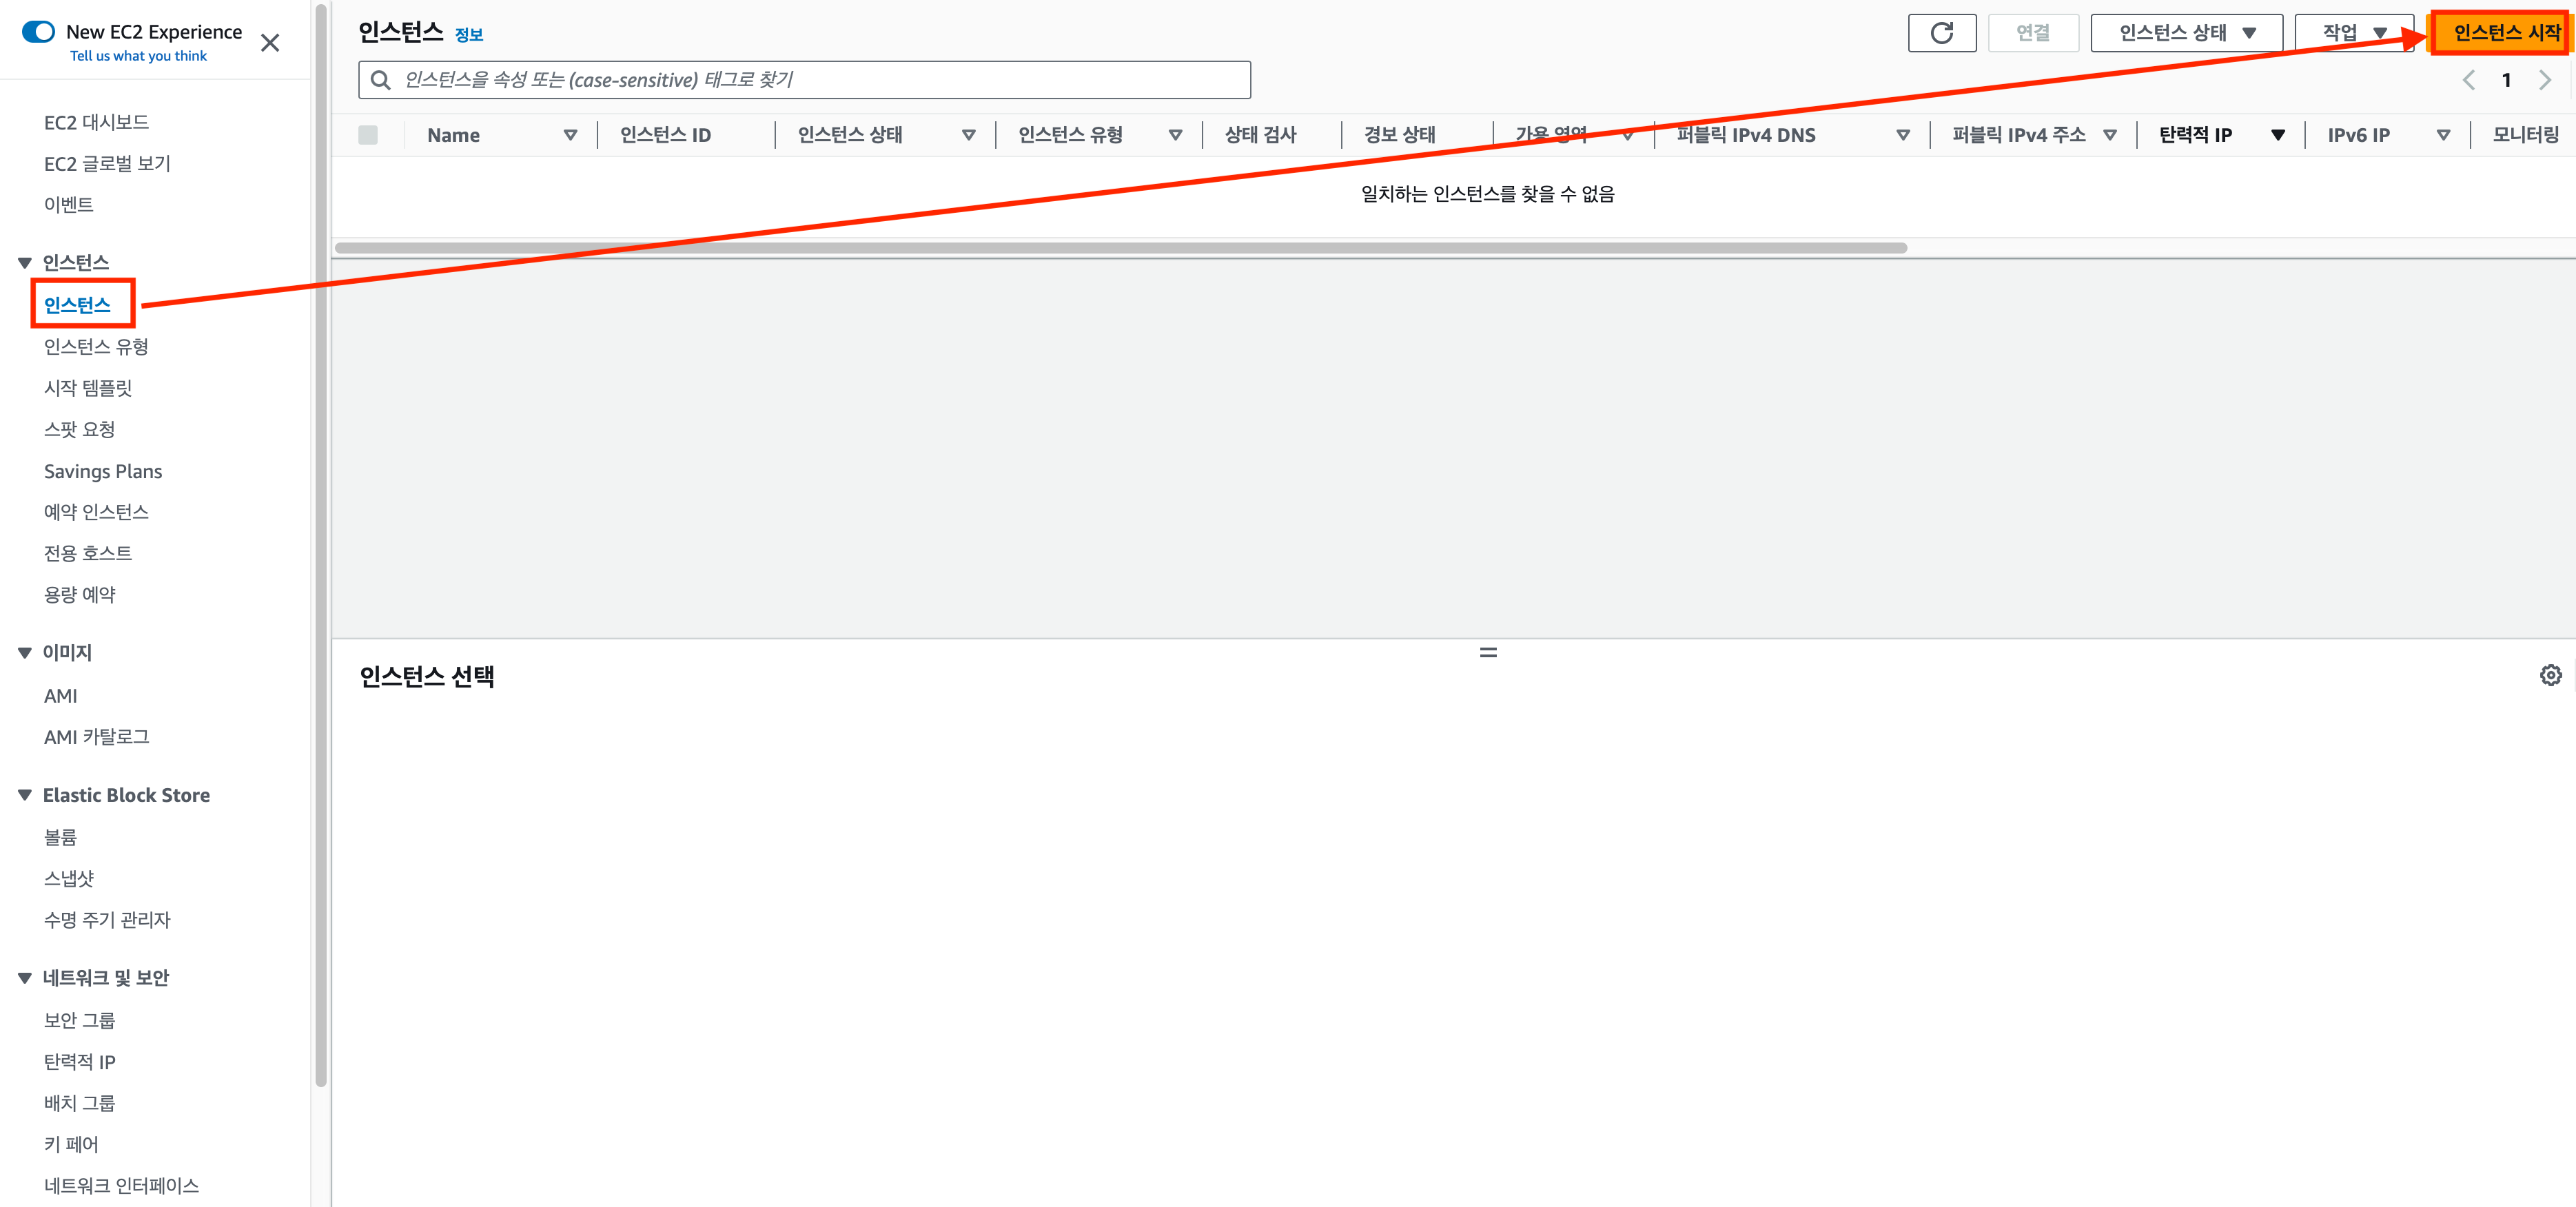 New EC2 Experience
Tell us what you think
EC2 대시보드
EC2 글로벌 보기
이벤트
인스턴스
인스턴스
인스턴스 유형
시작 템플릿
스팟 요청
Savings Plans
예약 인스턴스
전용 호스트
용량 예약
이미지
AMI
AMI 카탈로그
Elastic Block Store
볼륨
스냅샷
수명 주기 관리자
네트워크 및 보안
보안 그룹
탄력적 IP
배치 그룹
키 페어
네트워크 인터페이스
인스턴스 정보
연결 인스턴스 상태 작업 인스턴스 시작
인스턴스을 속성 또는 (case-sensitive) 태그로 찾기
1
Name 인스턴스 ID 인스턴스 상태 인스턴스 유형 상태 검사 경보 상태 가용 영역 퍼블릭 IPv4 DNS 퍼블릭 IPv4 주소 탄력적 IP IPv6 IP 모니터링
일치하는 인스턴스를 찾을 수 없음
인스턴스 선택